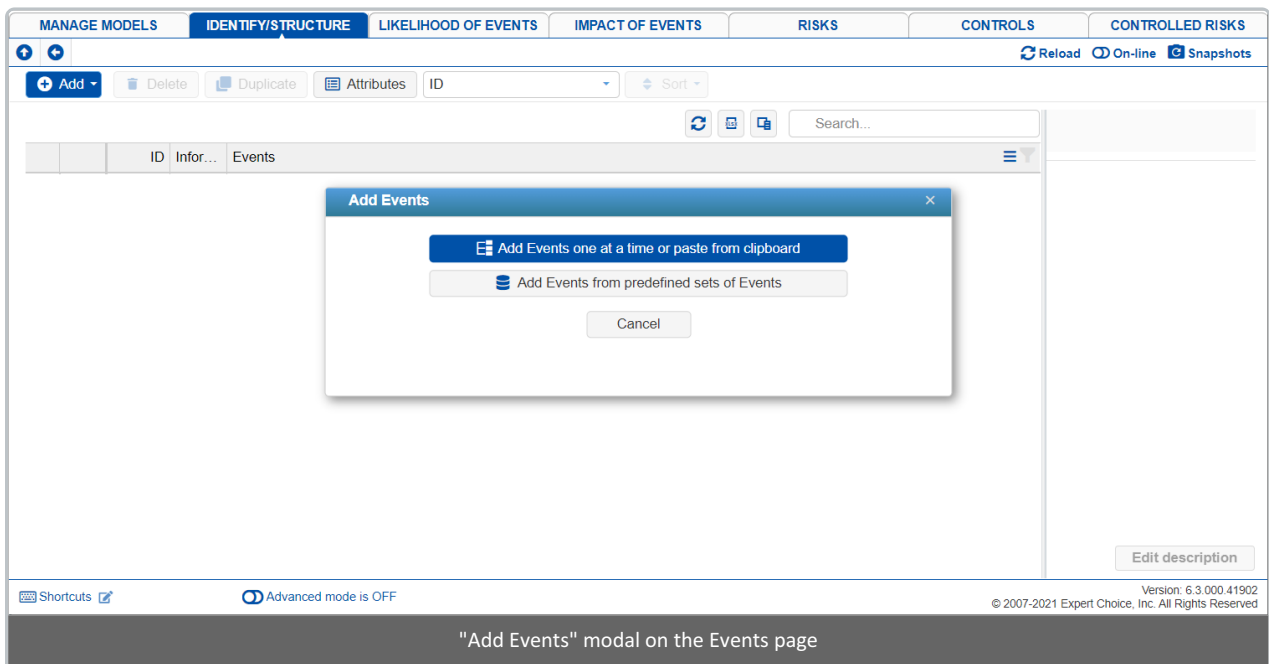 MANAGE MODELS IDENTIFY/STRUCTURE LIKELIHOOD OF EVENTS IMPACT OF EVENTS RISKS CONTROLS CONTROLLED RISKS
Reload On-line Snapshots
Add Delete Duplicate Attributes ID Sort
Search...
ID Infor... Events
Add Events
Add Events one at a time or paste from clipboard
Add Events from predefined sets of Events
Cancel
Edit description
Shortcuts Advanced mode is OFF Version: 6.3.000.41902
© 2007-2021 Expert Choice, Inc. All Rights Reserved
"Add Events" modal on the Events page